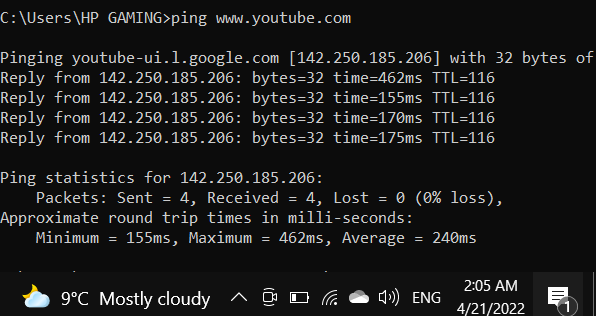 C:\Users\HP GAMING>ping www.youtube.com
Pinging youtube-ui.l.google.com [142.250.185.206] with 32 bytes of
Reply from 142.250.185.206: bytes=32 time=462ms TTL=116
Reply from 142.250.185.206: bytes=32 time=155ms TTL=116
Reply from 142.250.185.206: bytes=32 time=170ms TTL=116
Reply from 142.250.185.206: bytes=32 time=175ms TTL=116
Ping statistics for 142.250.185.206:
Packets: Sent = 4, Received = 4, Lost = 0 (0% loss),
Approximate round trip times in milli-seconds:
Minimum = 155ms, Maximum = 462ms, Average = 240ms
9°C Mostly cloudy ENG 2:05 AM
4/21/2022
1